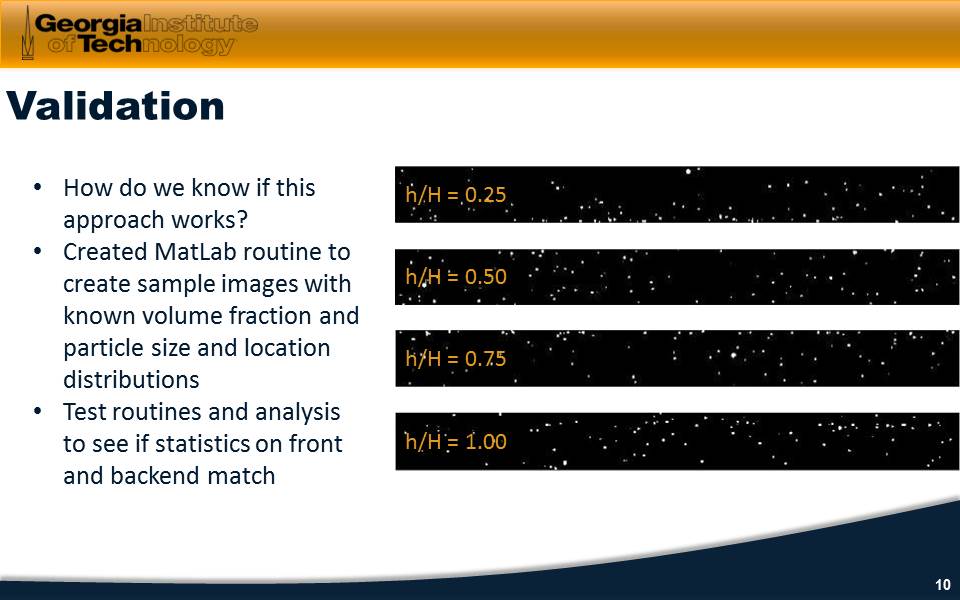 Georgia Institute
of Technology
Validation
• How do we know if this
approach works?
• Created MatLab routine to
create sample images with
known volume fraction and
particle size and location
distributions
• Test routines and analysis
to see if statistics on front
and backend match
h/H = 0.25
h/H = 0.50
h/H = 0.75
h/H = 1.00
10